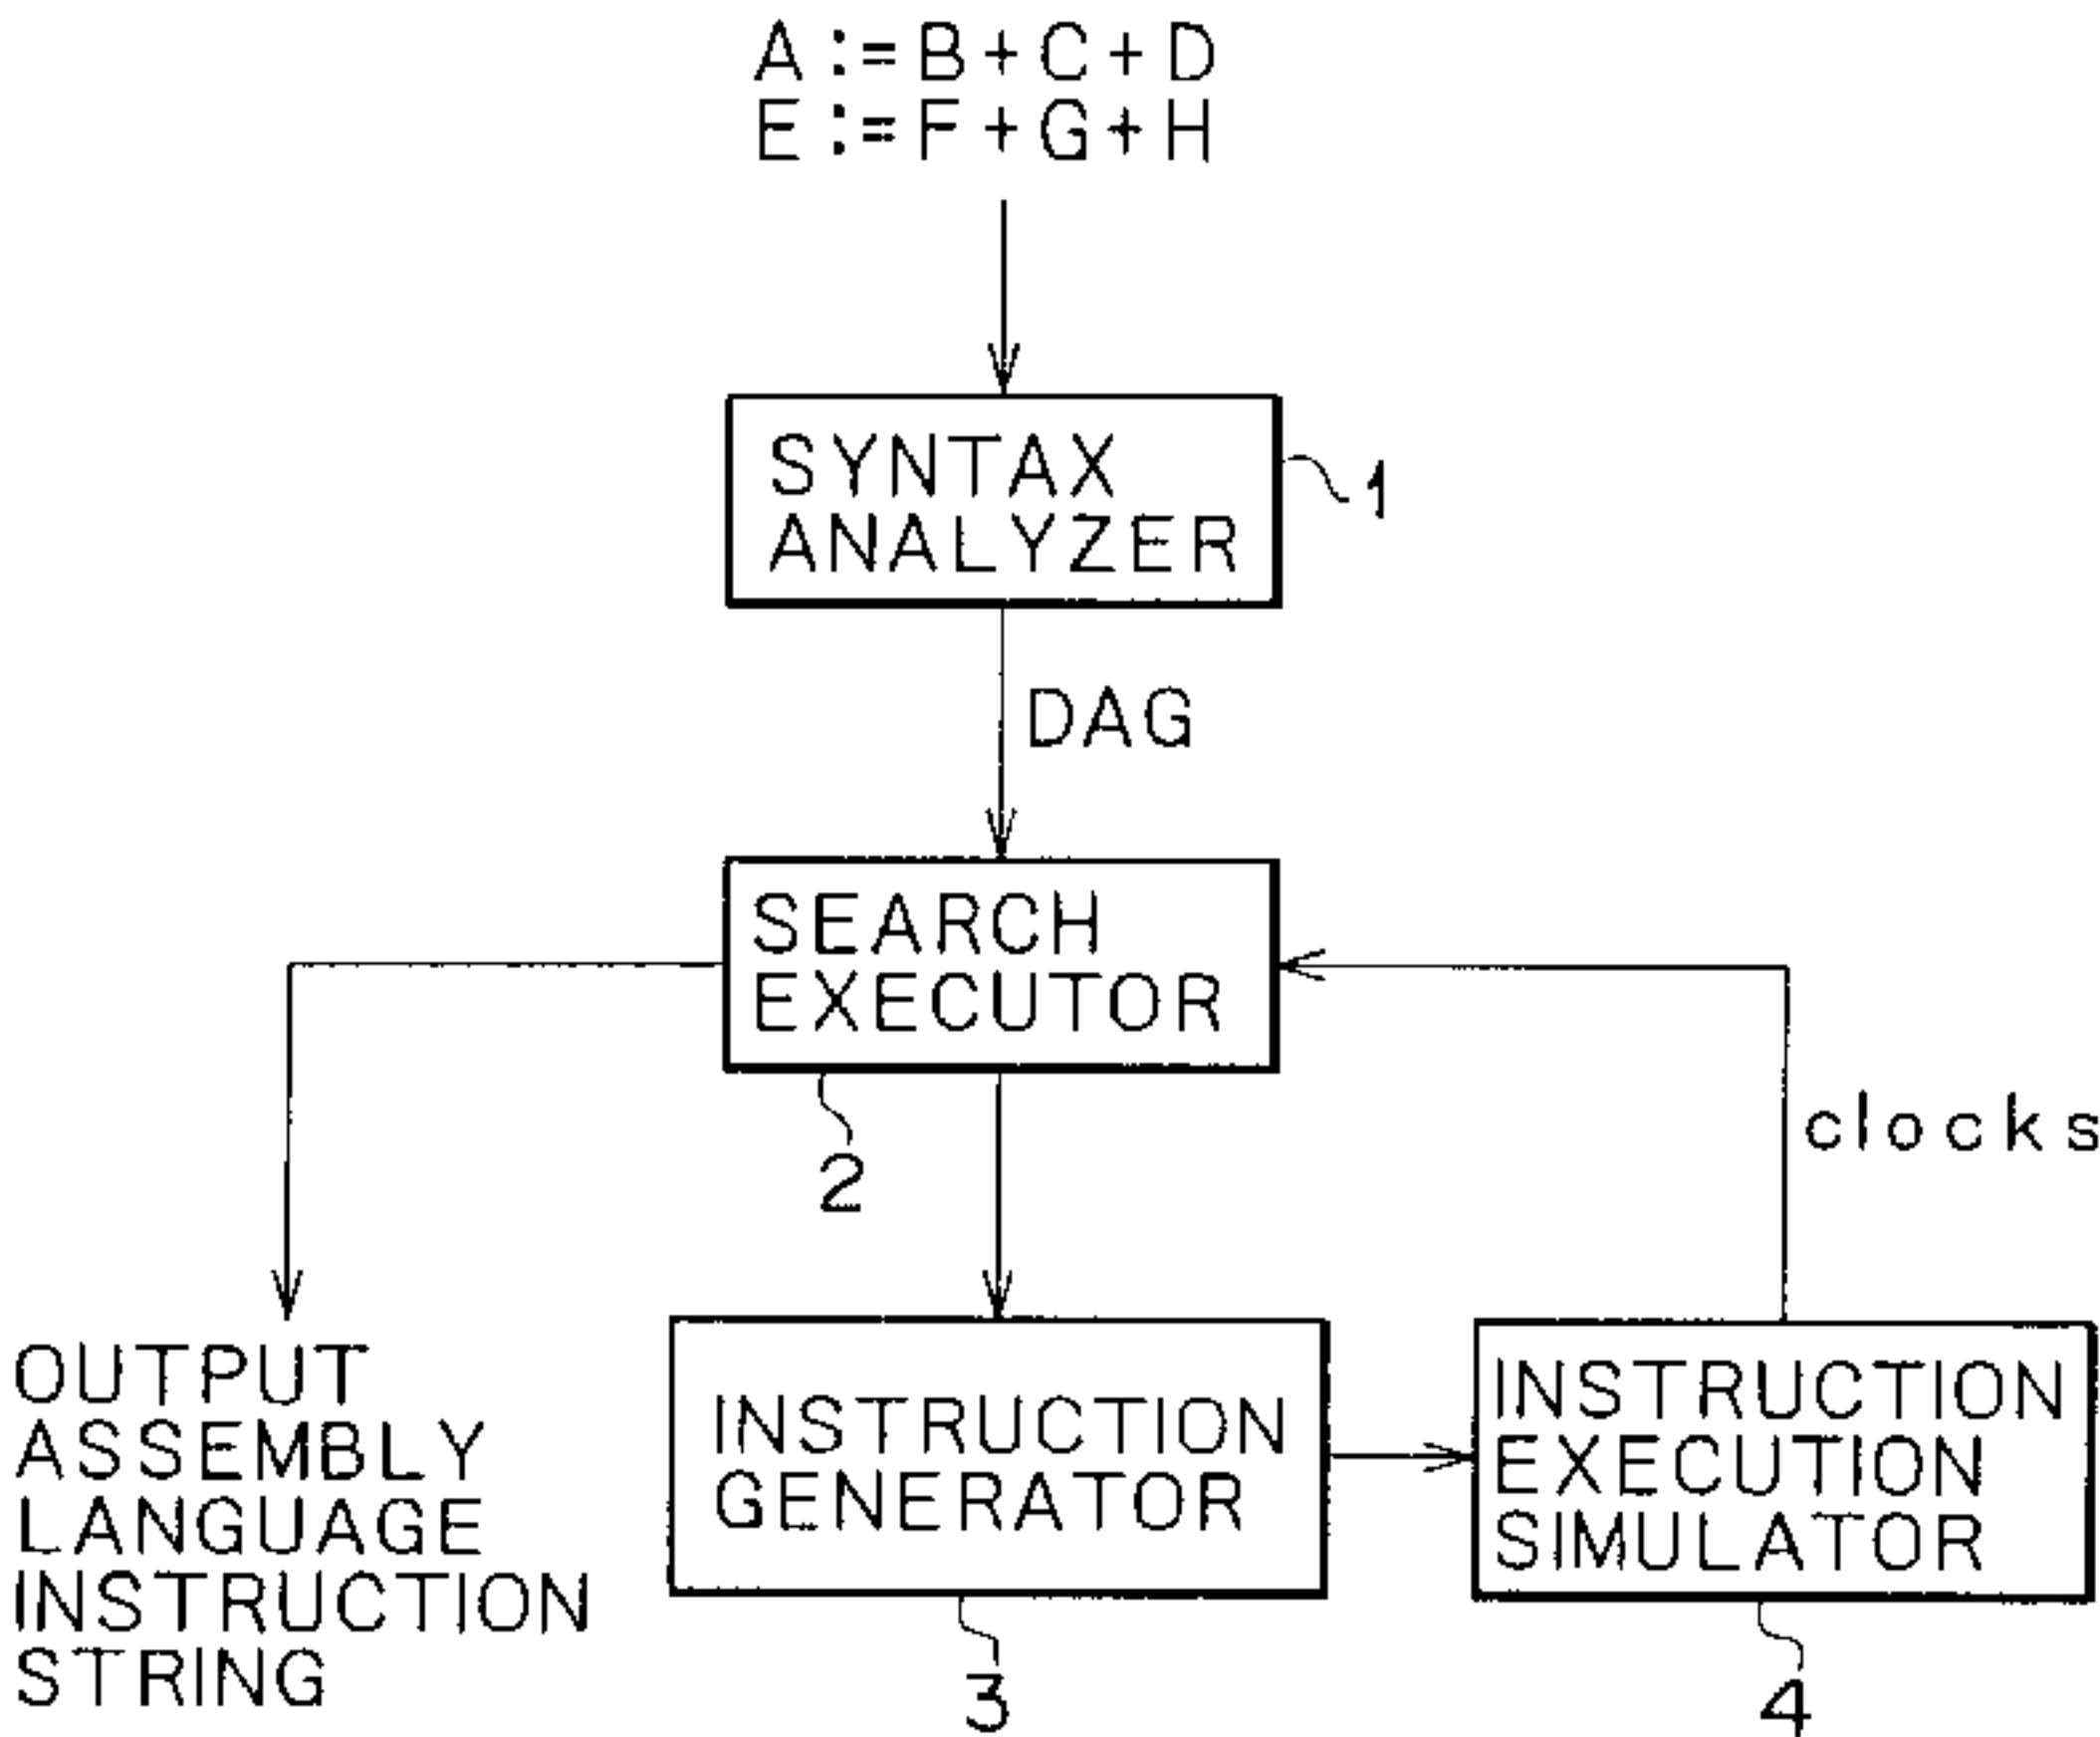 A:=B+C+D
E:=F+G+H
SYNTAX
ANALYZER
1
DAG
SEARCH
EXECUTOR
2
clocks
OUTPUT
ASSEMBLY
LANGUAGE
INSTRUCTION
STRING
INSTRUCTION
GENERATOR
3
INSTRUCTION
EXECUTION
SIMULATOR
4